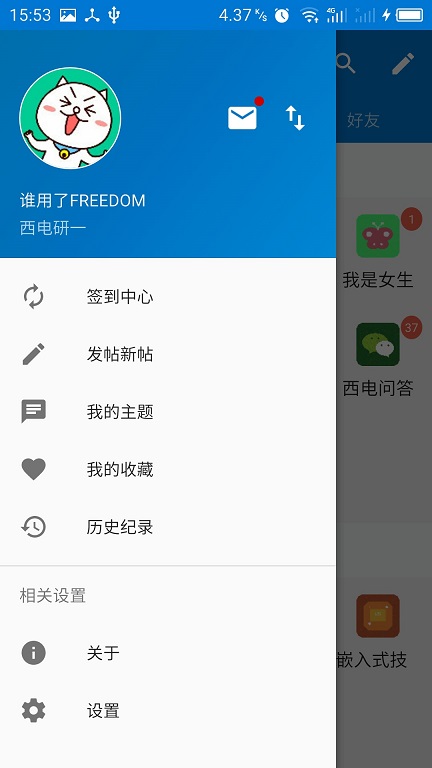 15:53
4.37 K/s 4G
好友
谁用了FREEDOM
西电研一
签到中心
发帖新帖
我的主题
我的收藏
历史纪录
相关设置
关于
设置
1
我是女生
37
西电问答
嵌入式技